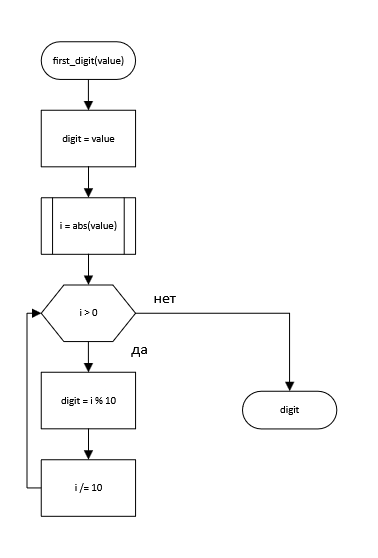 first_digit(value)
digit = value
i = abs(value)
i > 0
нет
да
digit = i % 10
digit
i /= 10